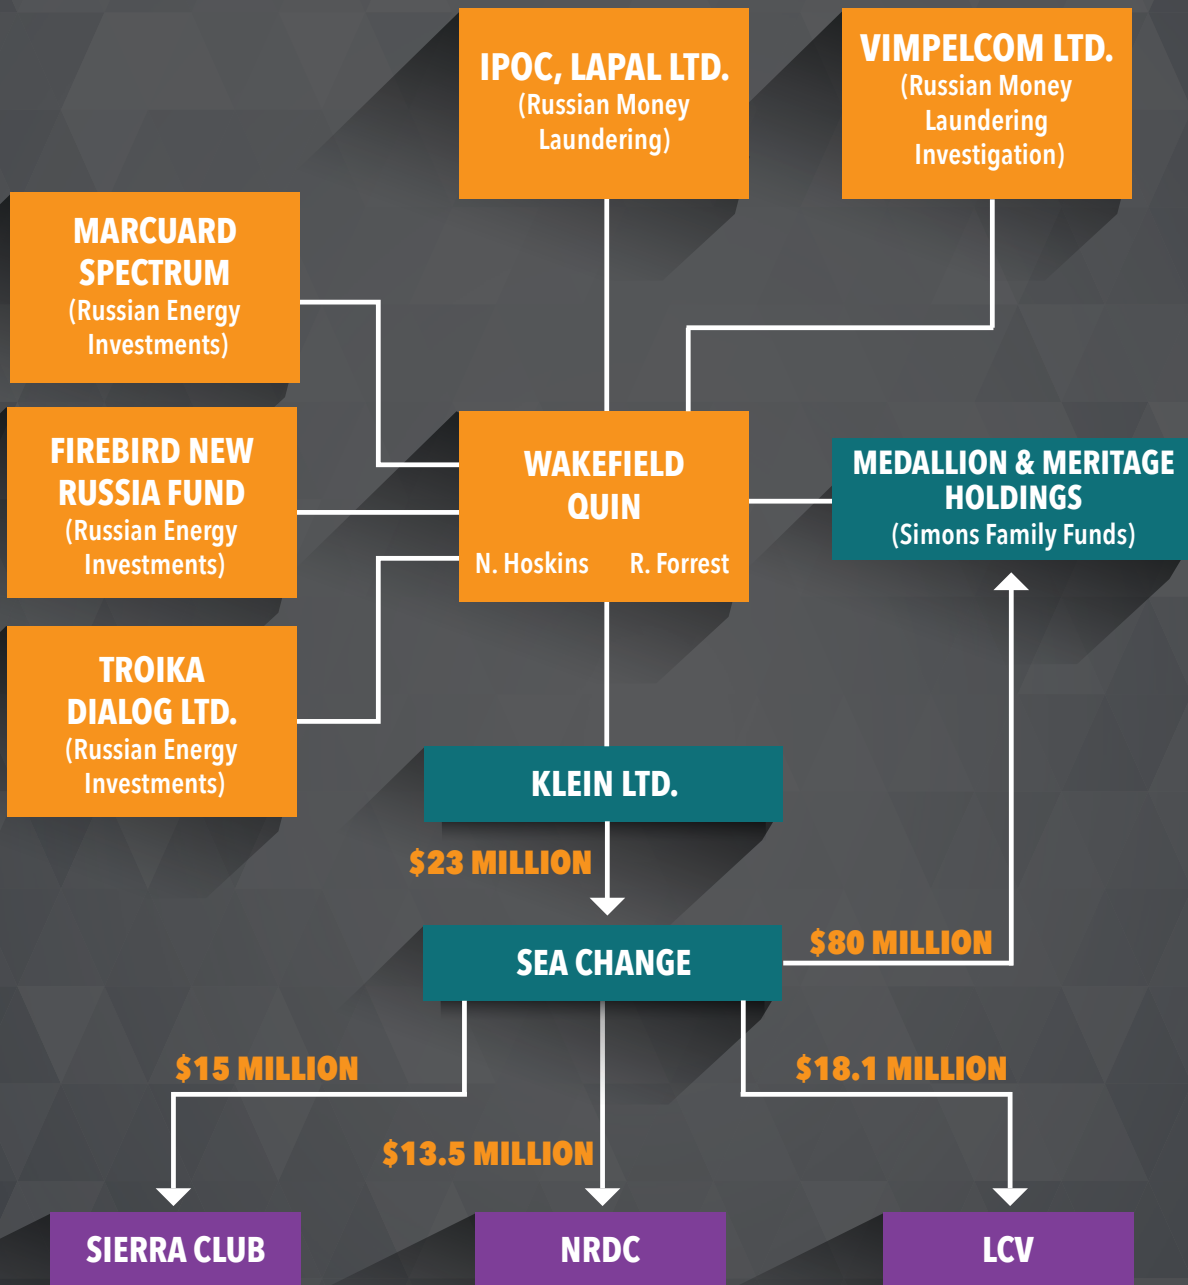 IPOC, LAPAL LTD.
(Russian Money
Laundering)
VIMPELCOM LTD.
(Russian Money
Laundering
Investigation)
MARCUARD
SPECTRUM
(Russian Energy
Investments)
FIREBIRD NEW
RUSSIA FUND
(Russian Energy
Investments)
TROIKA
DIALOG LTD.
(Russian Energy
Investments)
WAKEFIELD
QUIN
N. Hoskins R. Forrest
MEDALLION & MERITAGE
HOLDINGS
(Simons Family Funds)
KLEIN LTD.
$23 MILLION
SEA CHANGE
$80 MILLION
$15 MILLION
$13.5 MILLION
$18.1 MILLION
SIERRA CLUB
NRDC
LCV